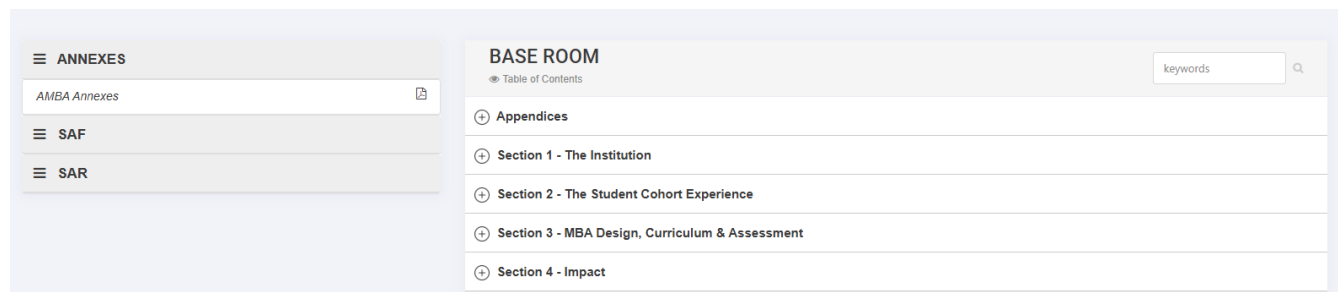 ANNEXES
AMBA Annexes
SAF
SAR
BASE ROOM
Table of Contents
keywords
Appendices
Section 1 - The Institution
Section 2 - The Student Cohort Experience
Section 3 - MBA Design, Curriculum & Assessment
Section 4 - Impact